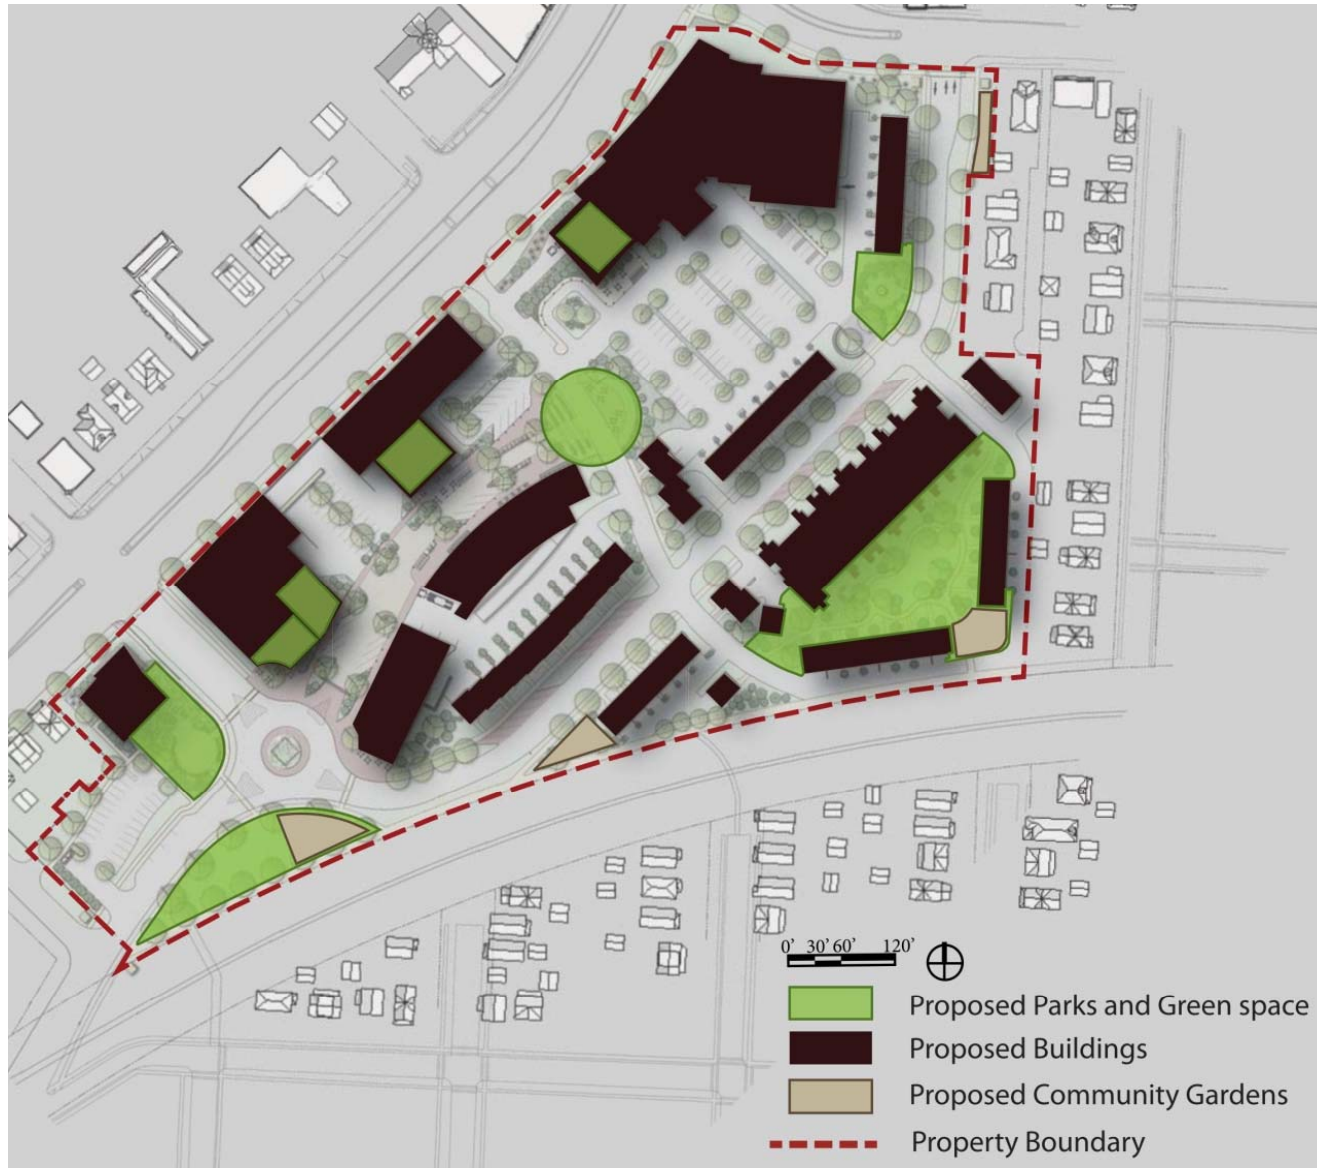 0' 30' 60' 120'
Proposed Parks and Green space
Proposed Buildings
Proposed Community Gardens
Property Boundary